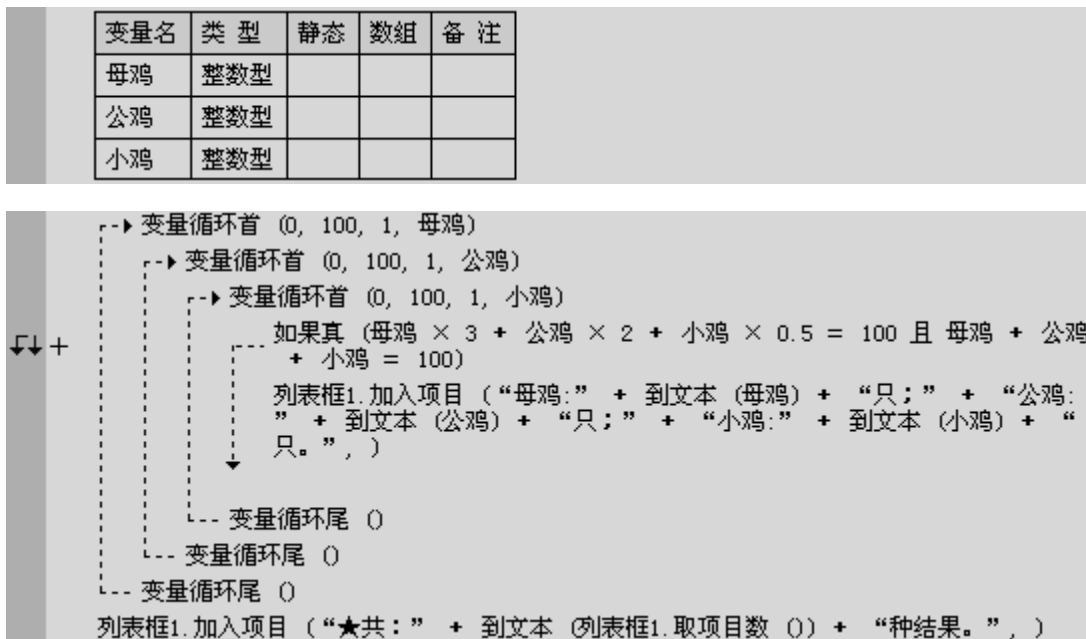 变量名 类 型 静态 数组 备 注
母鸡 整数型
公鸡 整数型
小鸡 整数型
变量循环首 (0, 100, 1, 母鸡)
变量循环首 (0, 100, 1, 公鸡)
变量循环首 (0, 100, 1, 小鸡)
如果真 (母鸡 × 3 + 公鸡 × 2 + 小鸡 × 0.5 = 100 且 母鸡 + 公鸡
+ 小鸡 = 100)
列表框1.加入项目 (“母鸡:” + 到文本 (母鸡) + “只;” + “公鸡:
” + 到文本 (公鸡) + “只;” + “小鸡:” + 到文本 (小鸡) + “
只。”, )
变量循环尾 ()
变量循环尾 ()
变量循环尾 ()
列表框1.加入项目 (“★共:” + 到文本 (列表框1.取项目数 ()) + “种结果。”, )